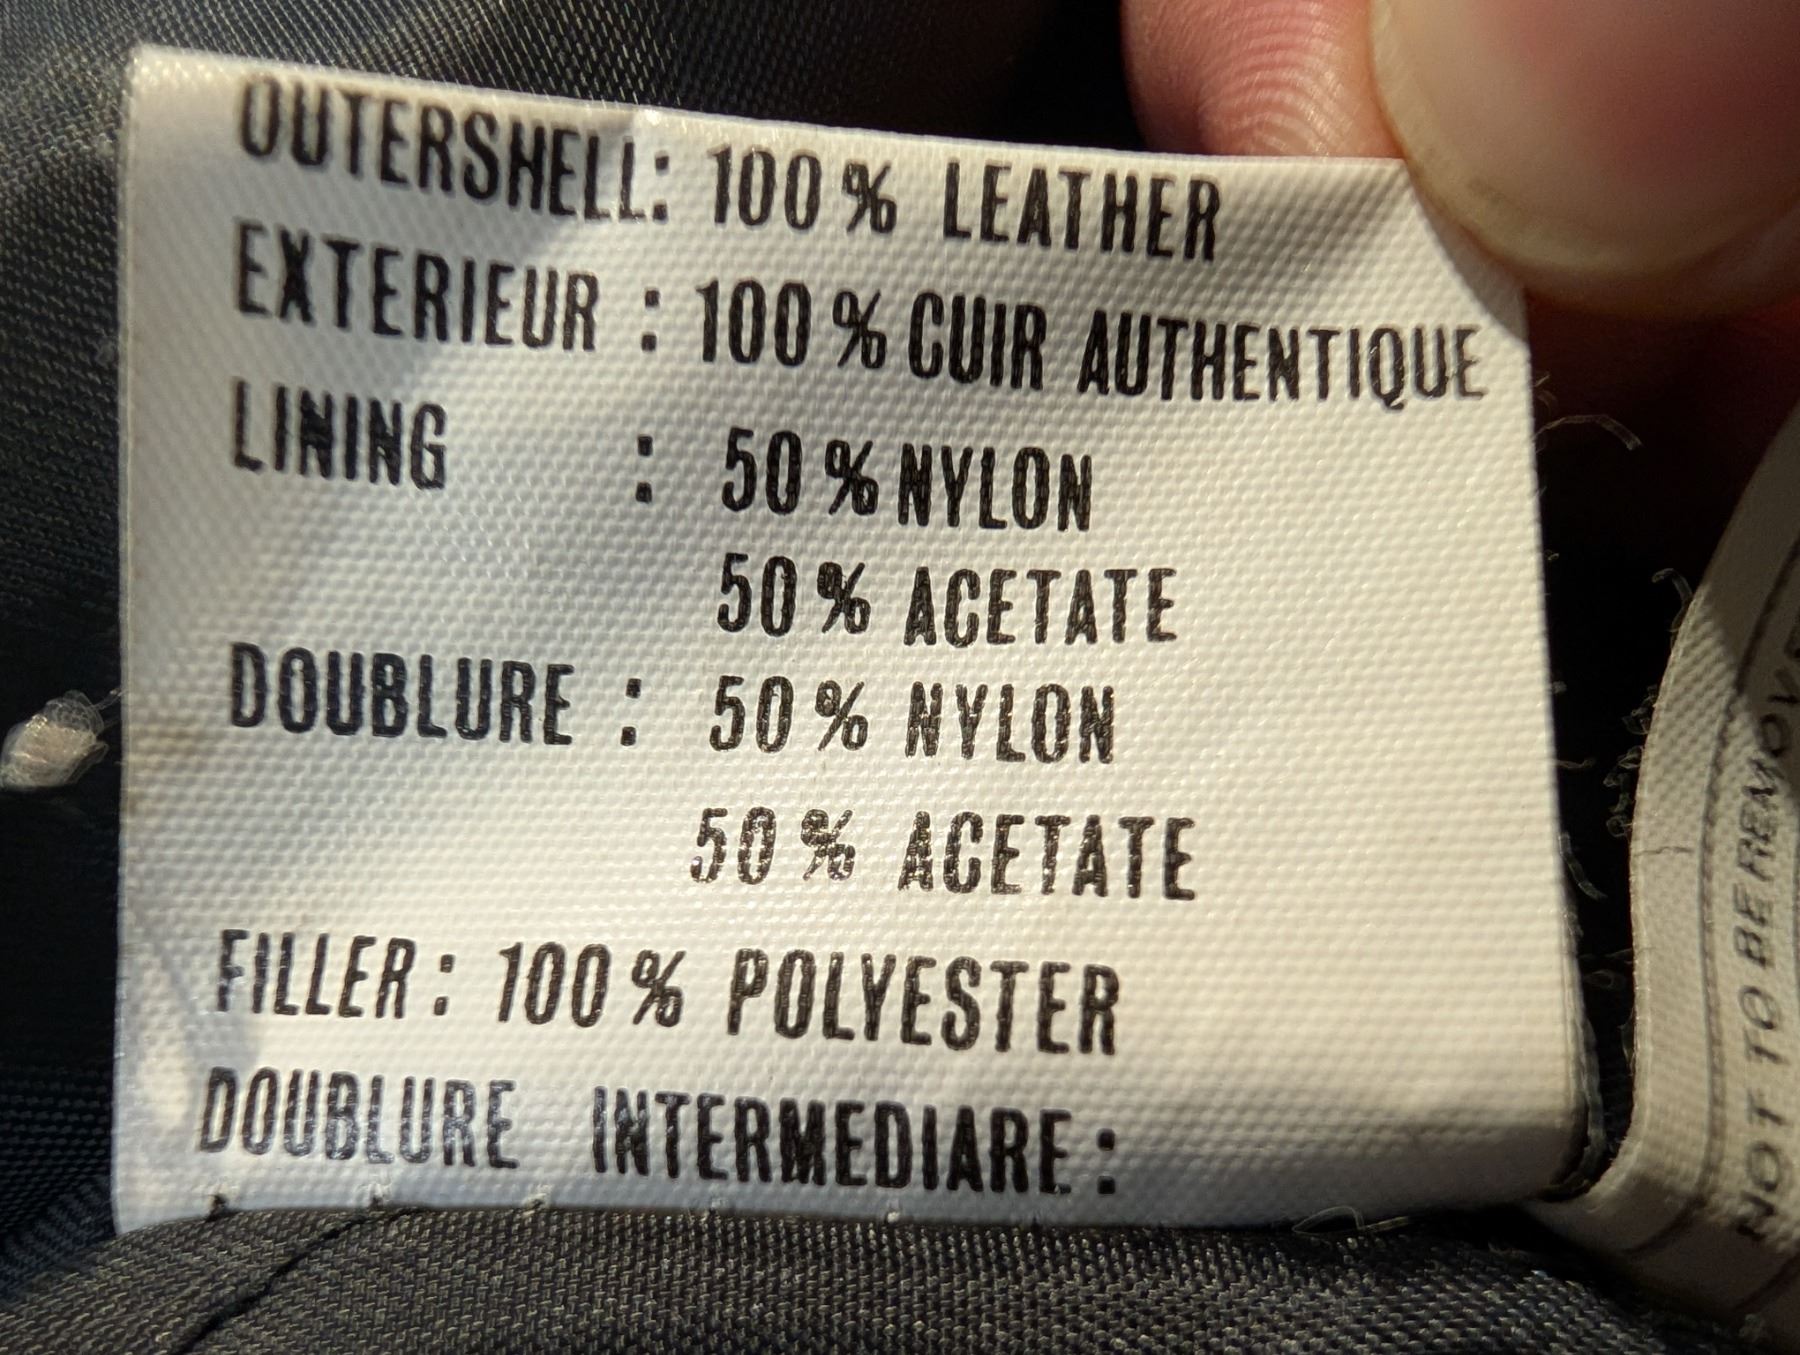 OUTERSHELL: 100% LEATHER
EXTERIEUR : 100% CUIR AUTHENTIQUE
LINING : 50% NYLON
50% ACETATE
DOUBLURE : 50% NYLON
50% ACETATE
FILLER: 100% POLYESTER
DOUBLURE INTERMEDIARE:
NOT TO BE REMOVE